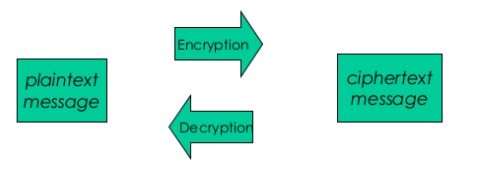 Encryption
plaintext
message
ciphertext
message
Decryption